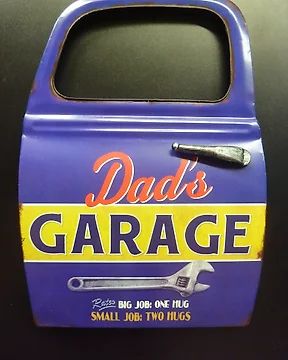 Dad's
GARAGE
Rates BIG JOB: ONE HUG
SMALL JOB: TWO HUGS